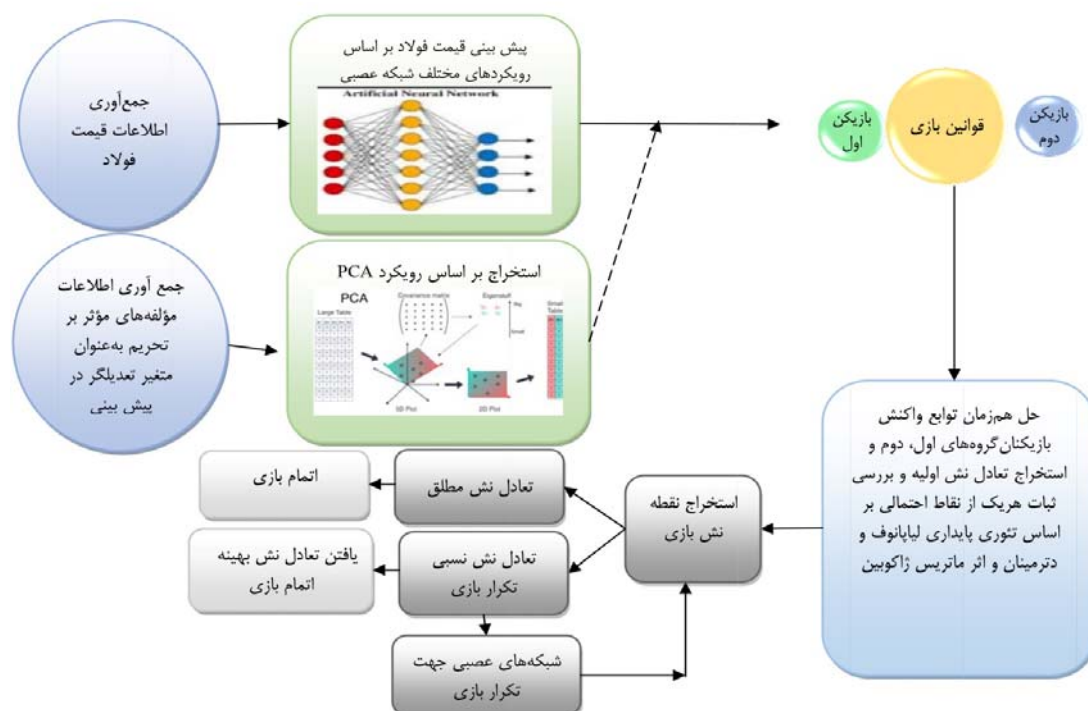 جمع‌آوری
اطلاعات قیمت
فولاد
پیش بینی قیمت فولاد بر اساس
رویکردهای مختلف شبکه عصبی
Artificial Neural Network
بازیکن
اول
قوانین بازی
بازیکن
دوم
جمع آوری اطلاعات
مؤلفه‌های مؤثر بر
تحریم به‌عنوان
متغیر تعدیلگر در
پیش بینی
استخراج بر اساس رویکرد PCA
PCA
Large Table
Covariance matrix
Eigenstuff
Big
Small
Small
Table
3D Plot
2D Plot
حل هم‌زمان توابع واکنش
بازیکنان‌گروه‌های اول، دوم و
استخراج تعادل نش اولیه و بررسی
ثبات هریک از نقاط احتمالی بر
اساس تئوری پایداری لیاپانوف و
دترمینان و اثر ماتریس ژاکوبین
استخراج نقطه
نش بازی
تعادل نش مطلق
اتمام بازی
تعادل نش نسبی
تکرار بازی
یافتن تعادل نش بهینه
اتمام بازی
شبکه‌های عصبی جهت
تکرار بازی